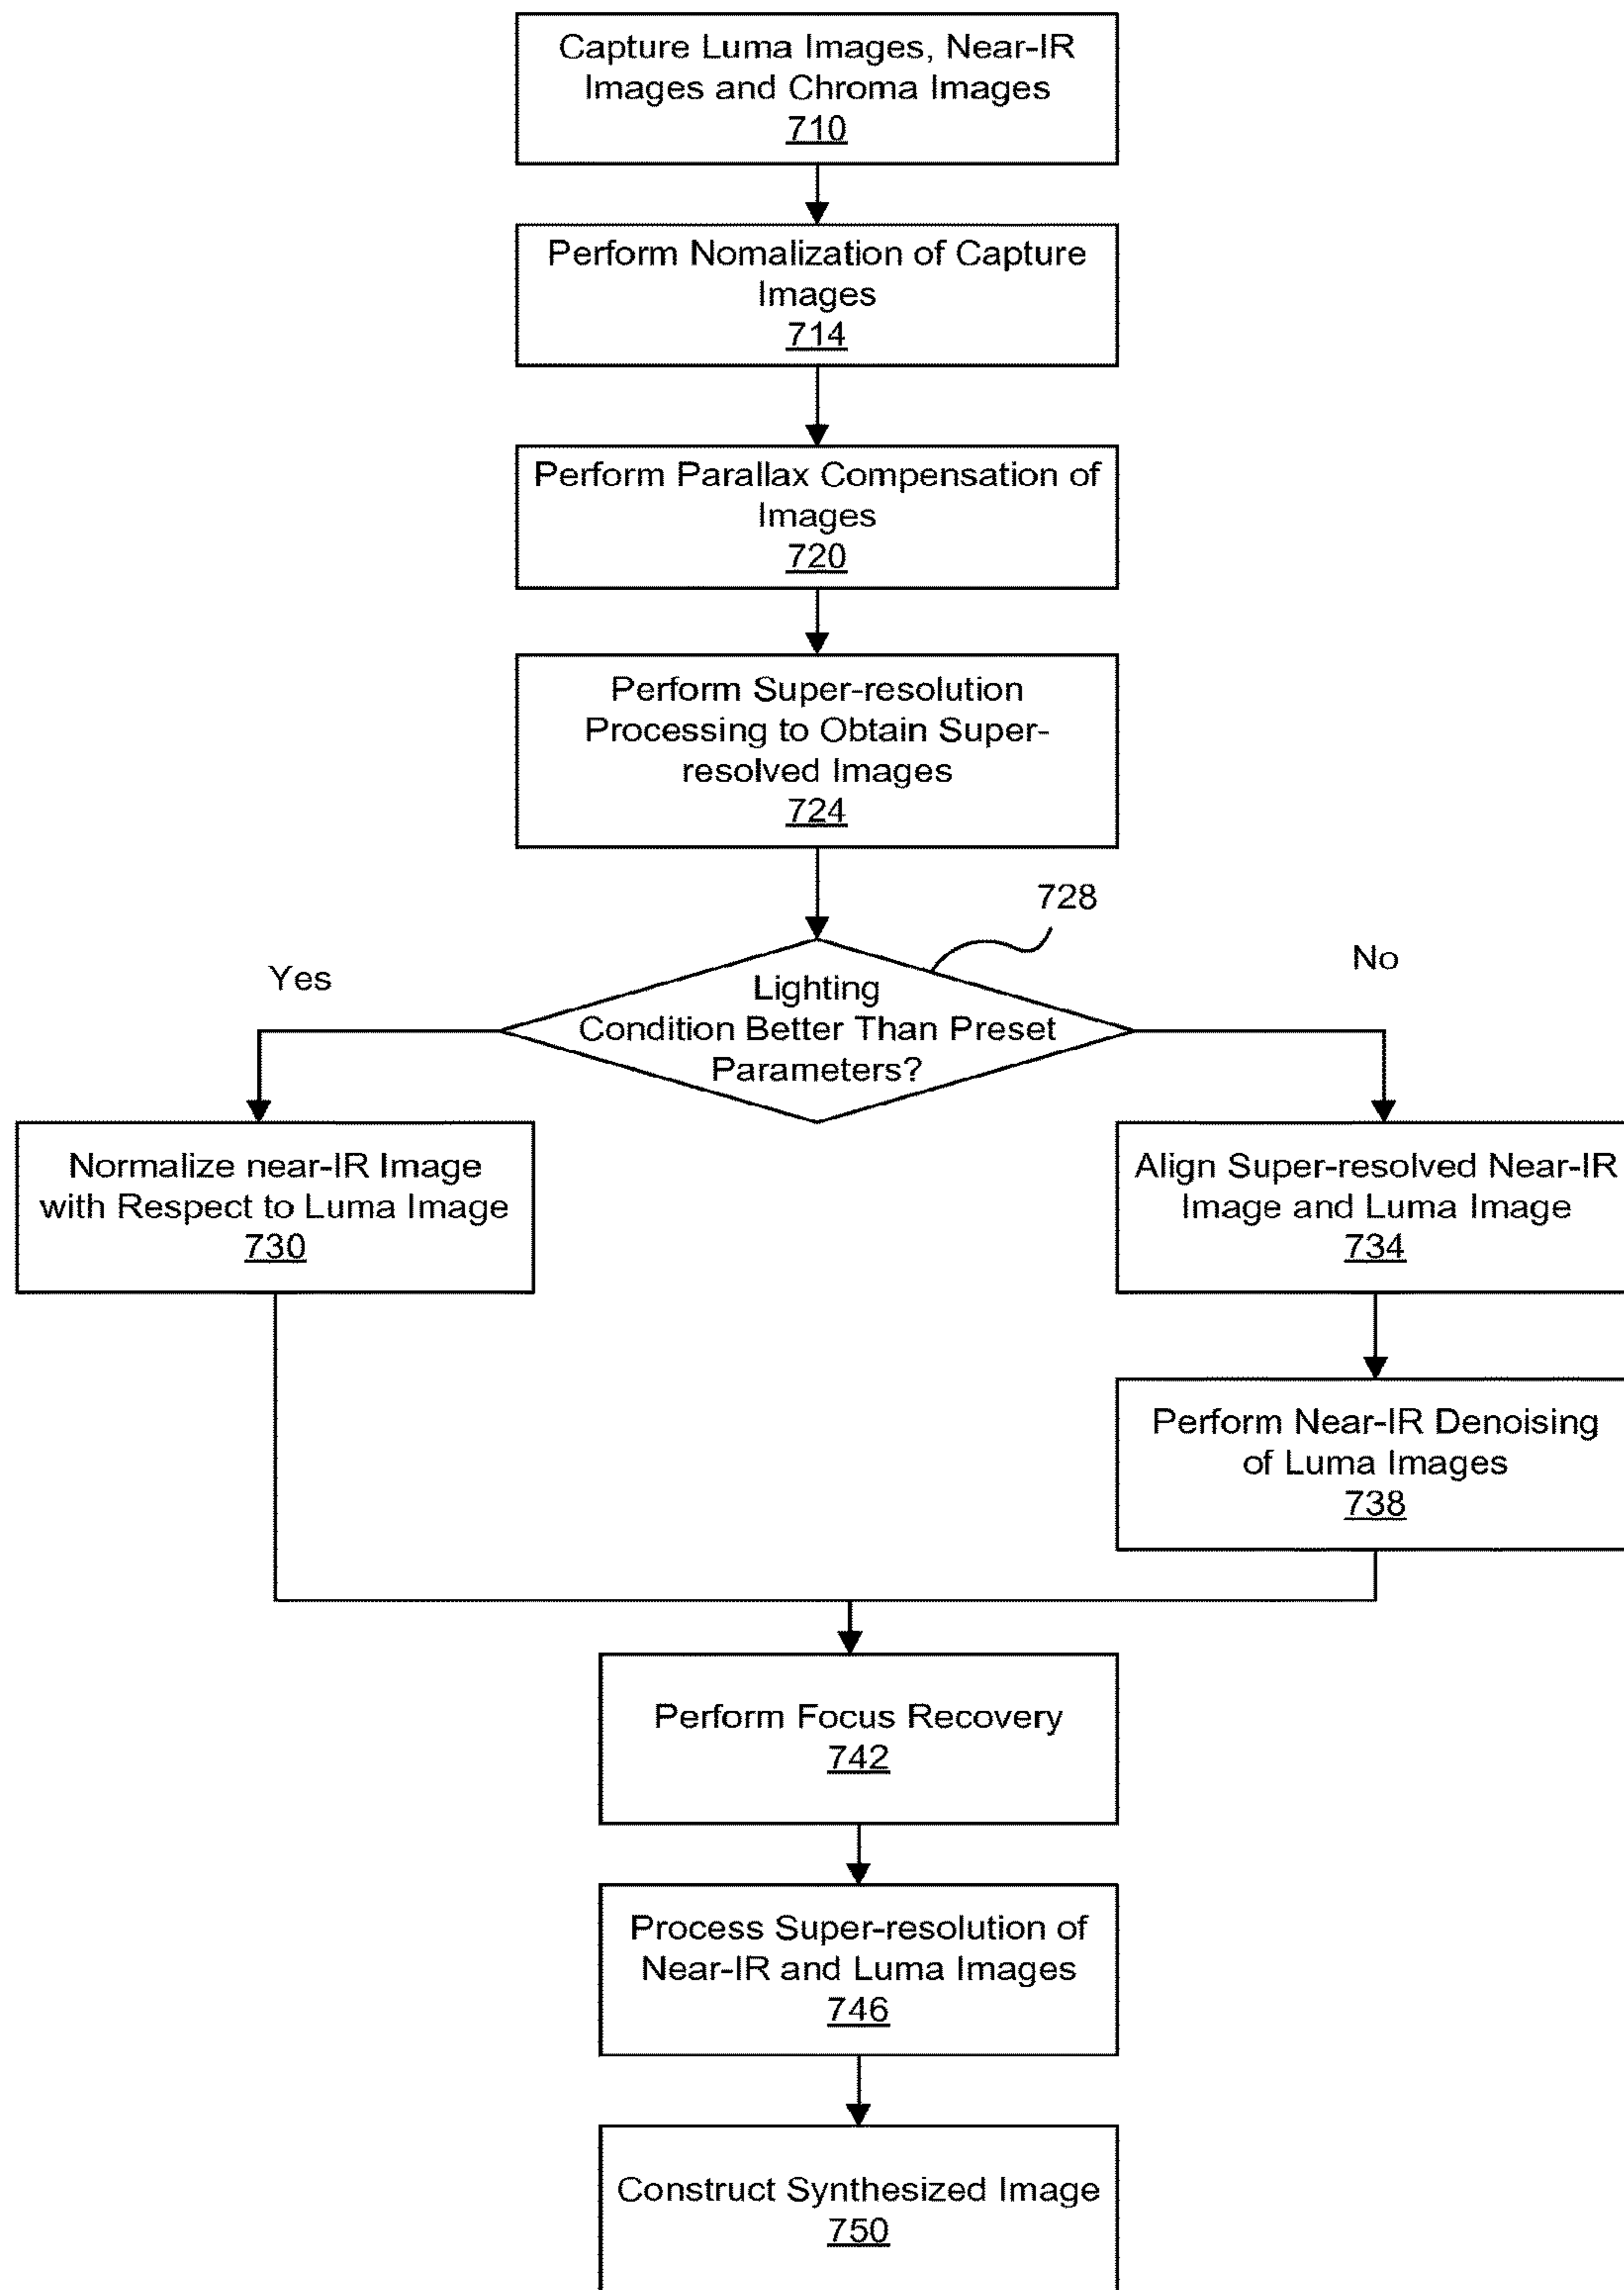 Capture Luma Images, Near-IR
Images and Chroma Images
710
Perform Nomalization of Capture
Images
714
Perform Parallax Compensation of
Images
720
Perform Super-resolution
Processing to Obtain Super-
resolved Images
724
728
Yes
No
Lighting
Condition Better Than Preset
Parameters?
Normalize near-IR Image
with Respect to Luma Image
730
Align Super-resolved Near-IR
Image and Luma Image
734
Perform Near-IR Denoising
of Luma Images
738
Perform Focus Recovery
742
Process Super-resolution of
Near-IR and Luma Images
746
Construct Synthesized Image
750